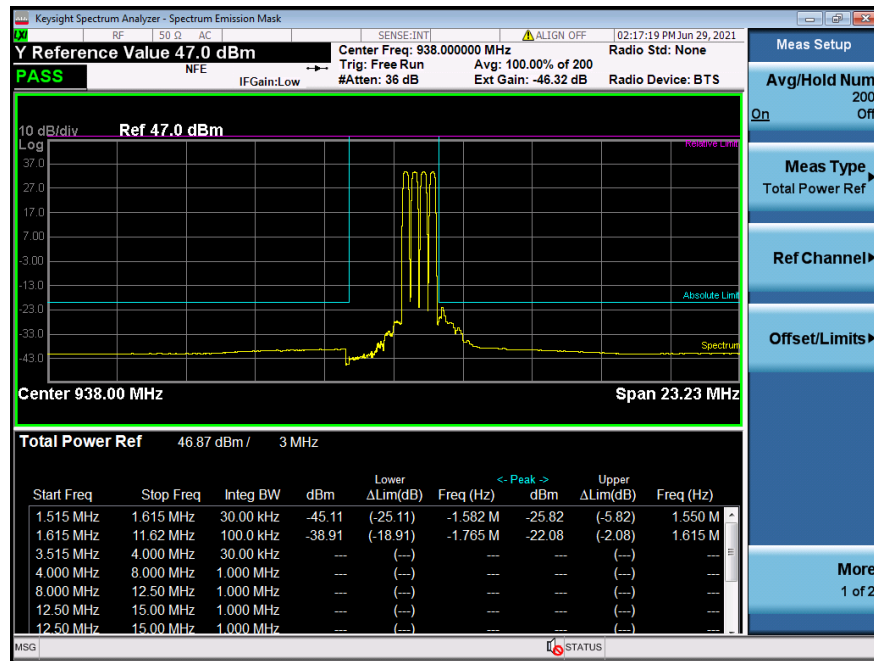 Keysight Spectrum Analyzer - Spectrum Emission Mask
LXI RF 50 Ω AC SENSE:INT ALIGN OFF 02:17:19 PM Jun 29, 2021
Y Reference Value 47.0 dBm
Center Freq: 938.000000 MHz Radio Std: None
NFE Trig: Free Run Avg: 100.00% of 200
PASS IFGain:Low #Atten: 36 dB Ext Gain: -46.32 dB Radio Device: BTS
10 dB/div Ref 47.0 dBm
Log
Relative Limit
37.0
27.0
17.0
7.00
-3.00
-13.0
Absolute Limit
-23.0
-33.0
Spectrum
-43.0
Center 938.00 MHz Span 23.23 MHz
Total Power Ref 46.87 dBm / 3 MHz
Lower <- Peak -> Upper
Start Freq Stop Freq Integ BW dBm ΔLim(dB) Freq (Hz) dBm ΔLim(dB) Freq (Hz)
1.515 MHz 1.615 MHz 30.00 kHz -45.11 (-25.11) -1.582 M -25.82 (-5.82) 1.550 M
1.615 MHz 11.62 MHz 100.0 kHz -38.91 (-18.91) -1.765 M -22.08 (-2.08) 1.615 M
3.515 MHz 4.000 MHz 30.00 kHz --- (---) --- --- (---) ---
4.000 MHz 8.000 MHz 1.000 MHz --- (---) --- --- (---) ---
8.000 MHz 12.50 MHz 1.000 MHz --- (---) --- --- (---) ---
12.50 MHz 15.00 MHz 1.000 MHz --- (---) --- --- (---) ---
12.50 MHz 15.00 MHz 1.000 MHz --- (---) --- --- (---) ---
MSG STATUS
Meas Setup
Avg/Hold Num
200
On Off
Meas Type
Total Power Ref
Ref Channel
Offset/Limits
More
1 of 2